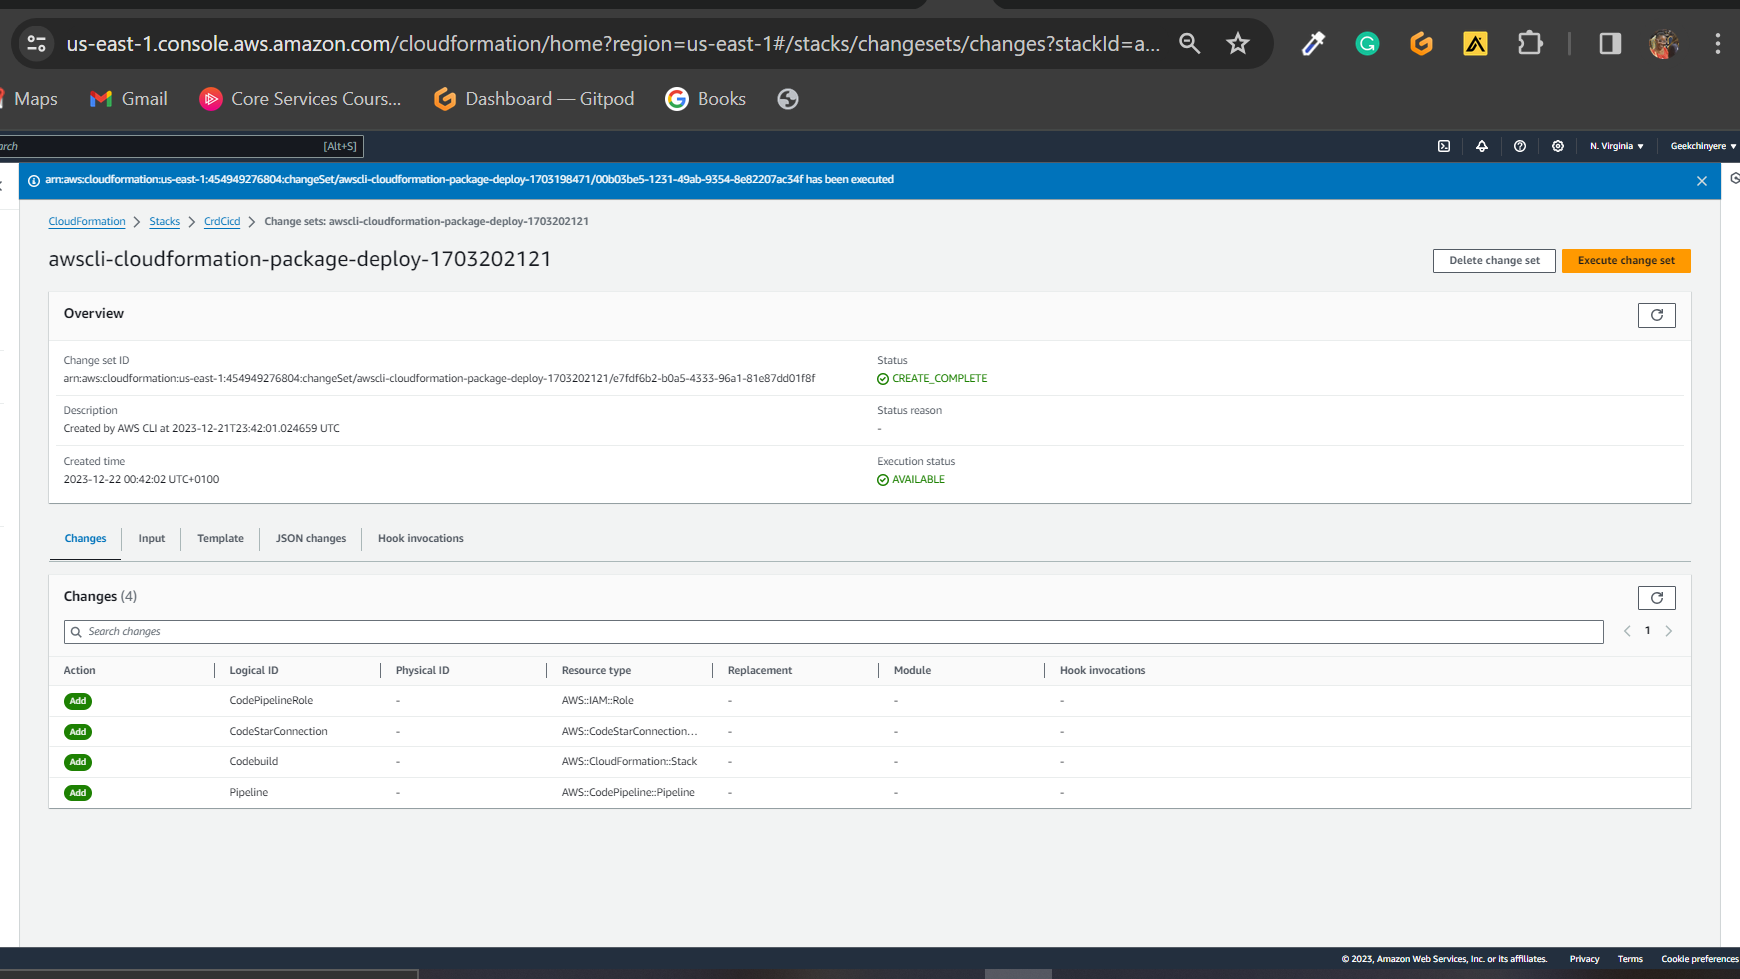 us-east-1.console.aws.amazon.com/cloudformation/home?region=us-east-1#/stacks/changesets/changes?stackId=a...
Maps Gmail Core Services Cours... Dashboard — Gitpod Books
arch [Alt+S] N. Virginia Geekchinyere
arn:aws:cloudformation:us-east-1:454949276804:changeSet/awscli-cloudformation-package-deploy-1703198471/00b03be5-1231-49ab-9354-8e82207ac34f has been executed
CloudFormation Stacks CrdCicd Change sets: awscli-cloudformation-package-deploy-1703202121
awscli-cloudformation-package-deploy-1703202121 Delete change set Execute change set
Overview
Change set ID Status
arn:aws:cloudformation:us-east-1:454949276804:changeSet/awscli-cloudformation-package-deploy-1703202121/e7fdf6b2-b0a5-4333-96a1-81e87dd01f8f CREATE_COMPLETE
Description Status reason
Created by AWS CLI at 2023-12-21T23:42:01.024659 UTC -
Created time Execution status
2023-12-22 00:42:02 UTC+0100 AVAILABLE
Changes Input Template JSON changes Hook invocations
Changes (4)
Search changes 1
Action Logical ID Physical ID Resource type Replacement Module Hook invocations
Add CodePipelineRole - AWS::IAM::Role - - -
Add CodeStarConnection - AWS::CodeStarConnection... - - -
Add Codebuild - AWS::CloudFormation::Stack - - -
Add Pipeline - AWS::CodePipeline::Pipeline - - -
© 2023, Amazon Web Services, Inc. or its affiliates. Privacy Terms Cookie preferences